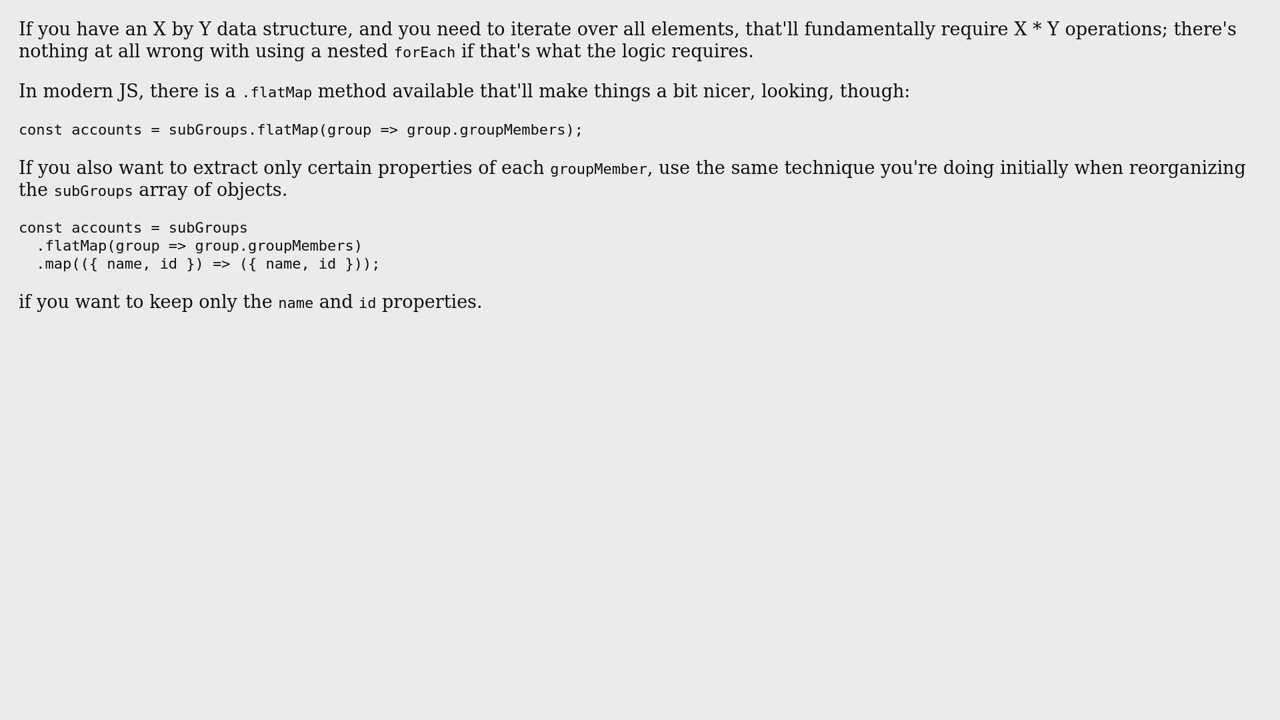 If you have an X by Y data structure, and you need to iterate over all elements, that'll fundamentally require X * Y operations; there's
nothing at all wrong with using a nested forEach if that's what the logic requires.
In modern JS, there is a .flatMap method available that'll make things a bit nicer, looking, though:
const accounts = subGroups.flatMap(group => group.groupMembers);
If you also want to extract only certain properties of each groupMember, use the same technique you're doing initially when reorganizing
the subGroups array of objects.
const accounts = subGroups
  .flatMap(group => group.groupMembers)
  .map(({ name, id }) => ({ name, id }));
if you want to keep only the name and id properties.